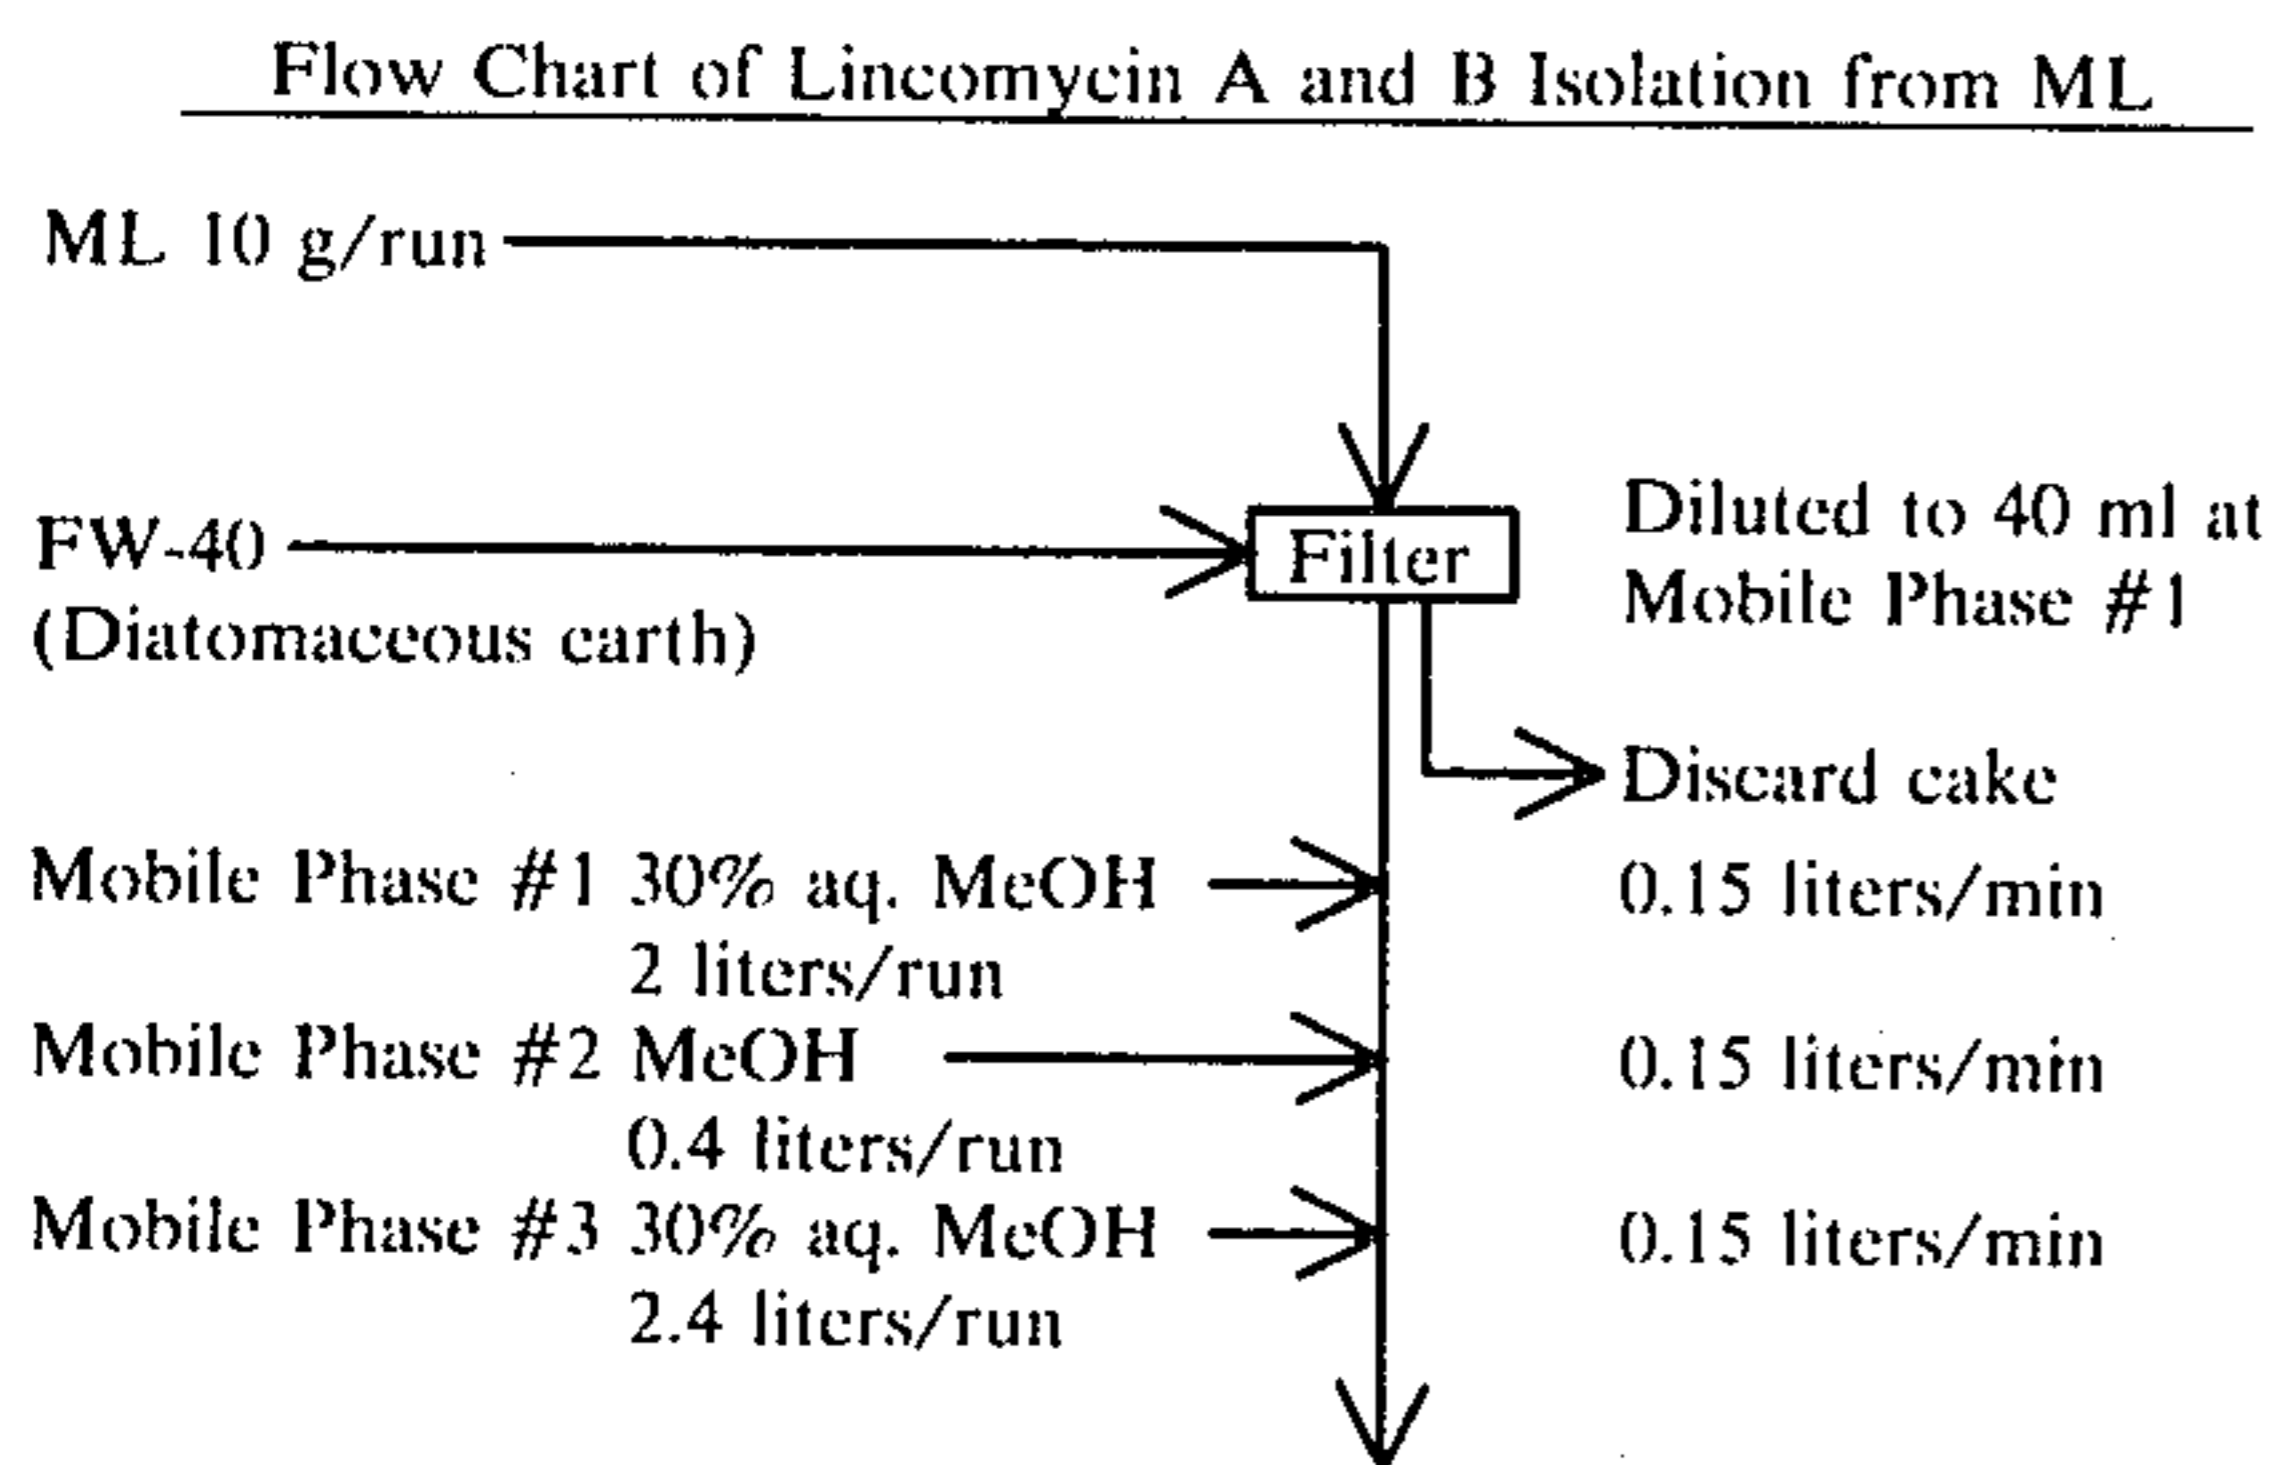 Flow Chart of Lincomycin A and B Isolation from ML
ML 10 g/run
FW-40
(Diatomaceous earth)
Filter
Diluted to 40 ml at
Mobile Phase #1
Discard cake
Mobile Phase #1 30% aq. MeOH
2 liters/run
0.15 liters/min
Mobile Phase #2 MeOH
0.4 liters/run
0.15 liters/min
Mobile Phase #3 30% aq. MeOH
2.4 liters/run
0.15 liters/min